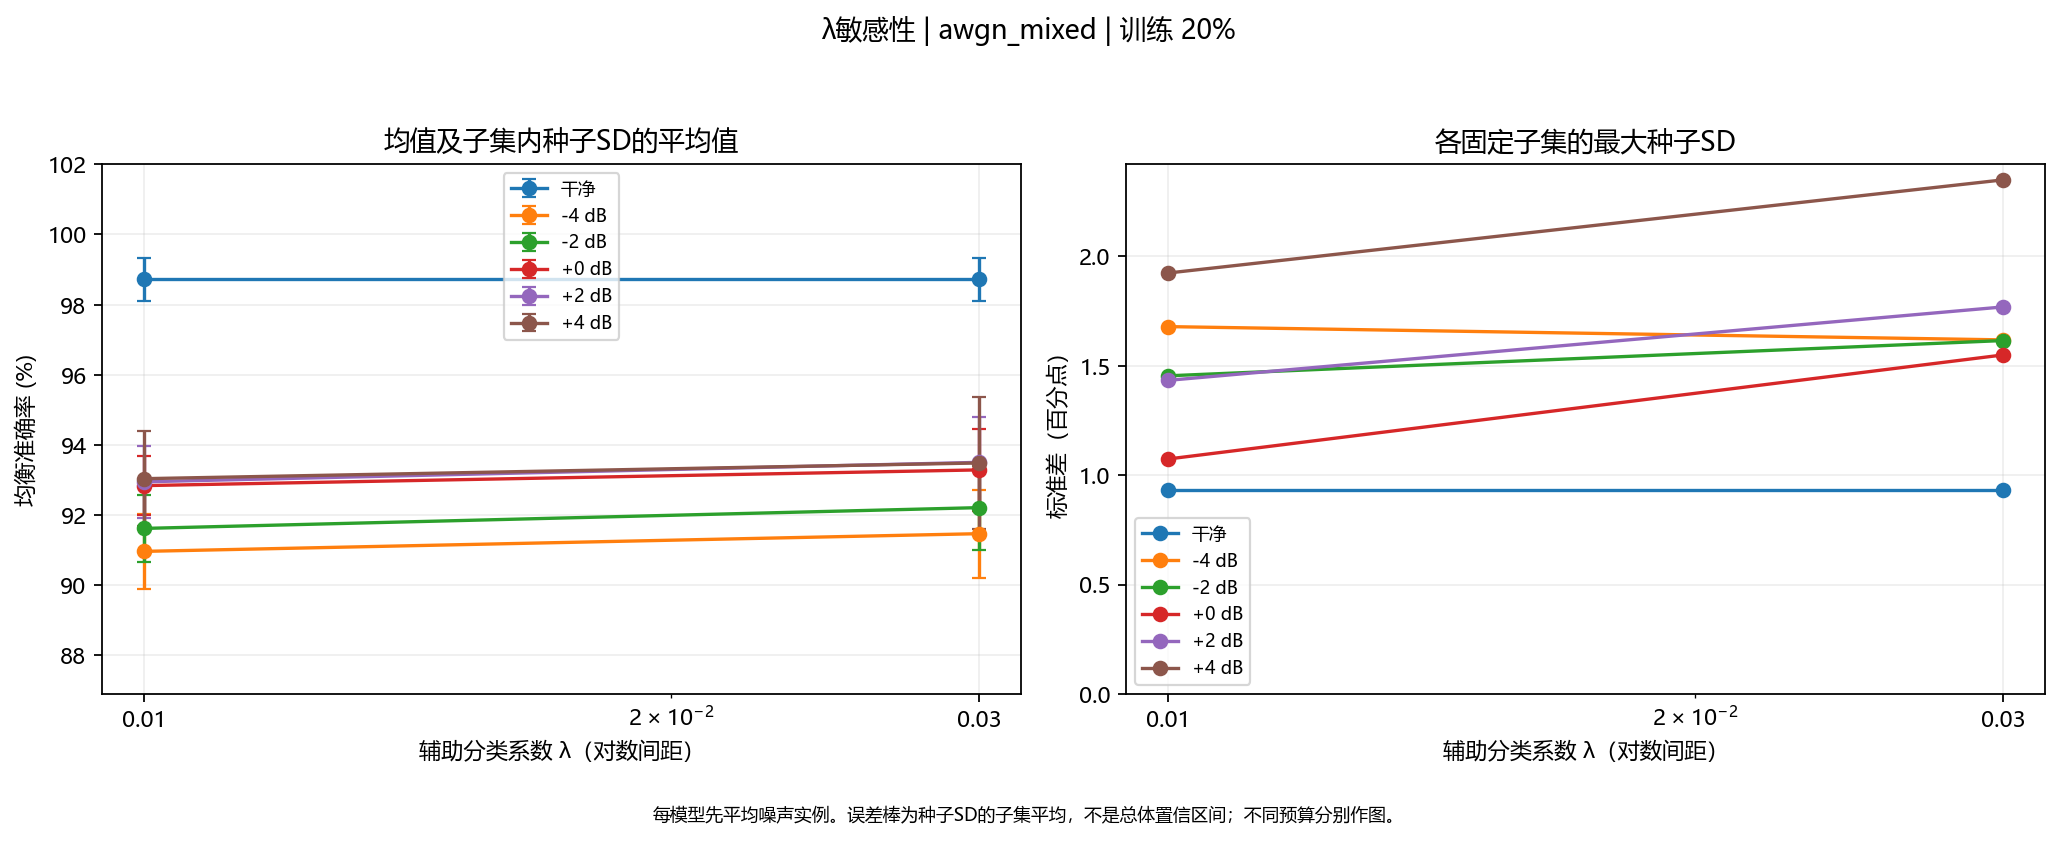 λ敏感性 | awgn_mixed | 训练 20%
均值及子集内种子SD的平均值
102
100
98
96
94
92
90
88
均衡准确率 (%)
干净
-4 dB
-2 dB
+0 dB
+2 dB
+4 dB
0.01
2 × 10⁻²
0.03
辅助分类系数 λ（对数间距）
各固定子集的最大种子SD
2.0
1.5
1.0
0.5
0.0
标准差（百分点）
干净
-4 dB
-2 dB
+0 dB
+2 dB
+4 dB
0.01
2 × 10⁻²
0.03
辅助分类系数 λ（对数间距）
每模型先平均噪声实例。误差棒为种子SD的子集平均，不是总体置信区间；不同预算分别作图。